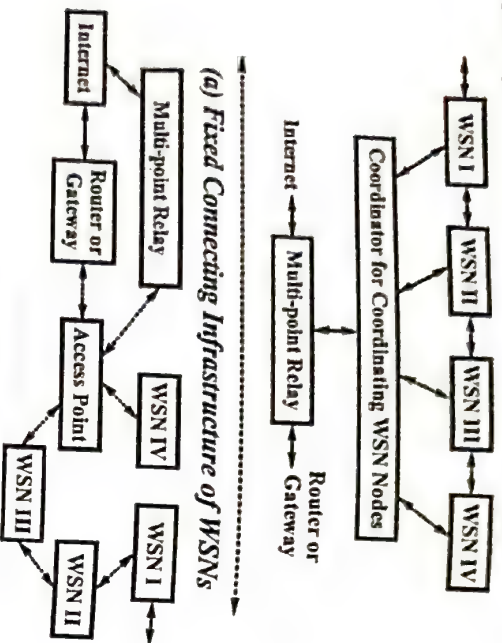 WSN I
WSN II
WSN III
WSN IV
Coordinator for Coordinating WSN Nodes
Internet
Multi-point Relay
Router or
Gateway
(a) Fixed Connecting Infrastructure of WSNs
Multi-point Relay
WSN IV
WSN I
Internet
Router or
Gateway
Access Point
WSN II
WSN III